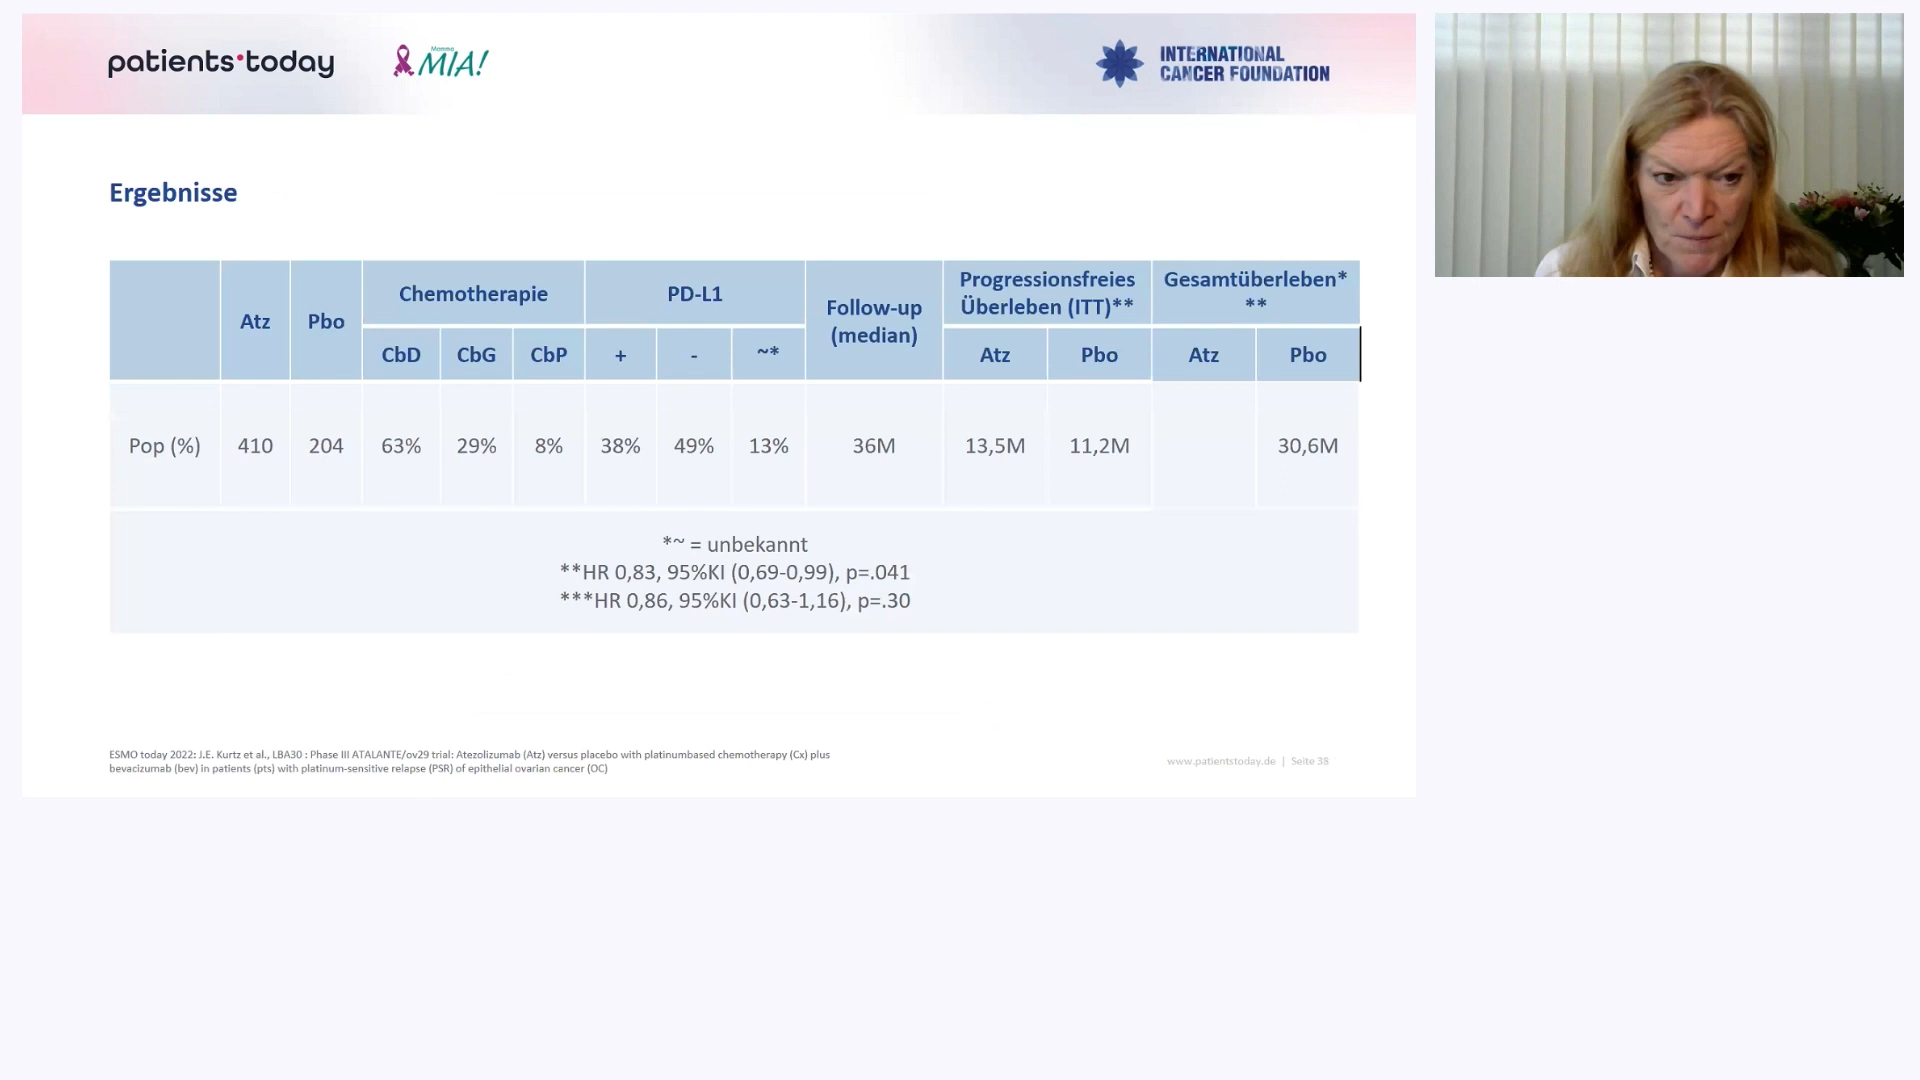 patients·today
Mamma
MIA!
INTERNATIONAL
CANCER FOUNDATION
Ergebnisse
Atz Pbo Chemotherapie PD-L1 Follow-up (median) Progressionsfreies Überleben (ITT)** Gesamtüberleben* **
CbD CbG CbP + - ~* Atz Pbo Atz Pbo
Pop (%) 410 204 63% 29% 8% 38% 49% 13% 36M 13,5M 11,2M 30,6M
*~ = unbekannt
**HR 0,83, 95%KI (0,69-0,99), p=.041
***HR 0,86, 95%KI (0,63-1,16), p=.30
ESMO today 2022: J.E. Kurtz et al., LBA30 : Phase III ATALANTE/ov29 trial: Atezolizumab (Atz) versus placebo with platinumbased chemotherapy (Cx) plus
bevacizumab (bev) in patients (pts) with platinum-sensitive relapse (PSR) of epithelial ovarian cancer (OC)
www.patientstoday.de | Seite 38